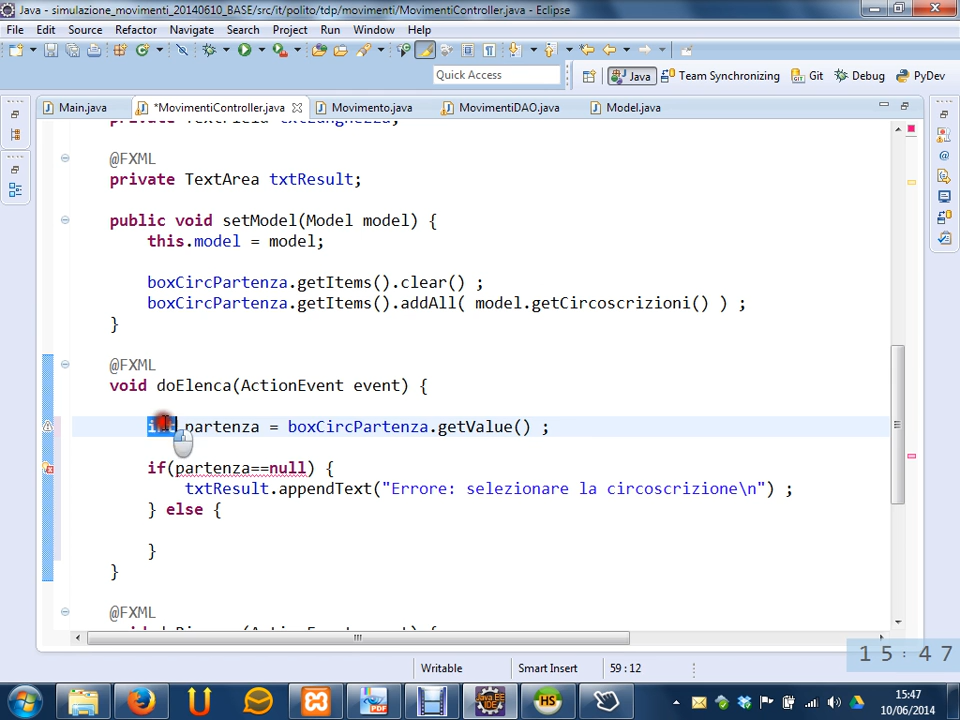 Java - simulazione_movimenti_20140610_BASE/src/it/polito/tdp/movimenti/MovimentiController.java - Eclipse
File Edit Source Refactor Navigate Search Project Run Window Help
Quick Access
Java Team Synchronizing Git Debug PyDev
Main.java *MovimentiController.java Movimento.java MovimentiDAO.java Model.java
@FXML
private TextArea txtResult;
public void setModel(Model model) {
this.model = model;
boxCircPartenza.getItems().clear() ;
boxCircPartenza.getItems().addAll( model.getCircoscrizioni() ) ;
}
@FXML
void doElenca(ActionEvent event) {
int partenza = boxCircPartenza.getValue() ;
if(partenza==null) {
txtResult.appendText("Errore: selezionare la circoscrizione\n") ;
} else {
}
}
@FXML
Writable Smart Insert 59 : 12
15:47
15:47
10/06/2014